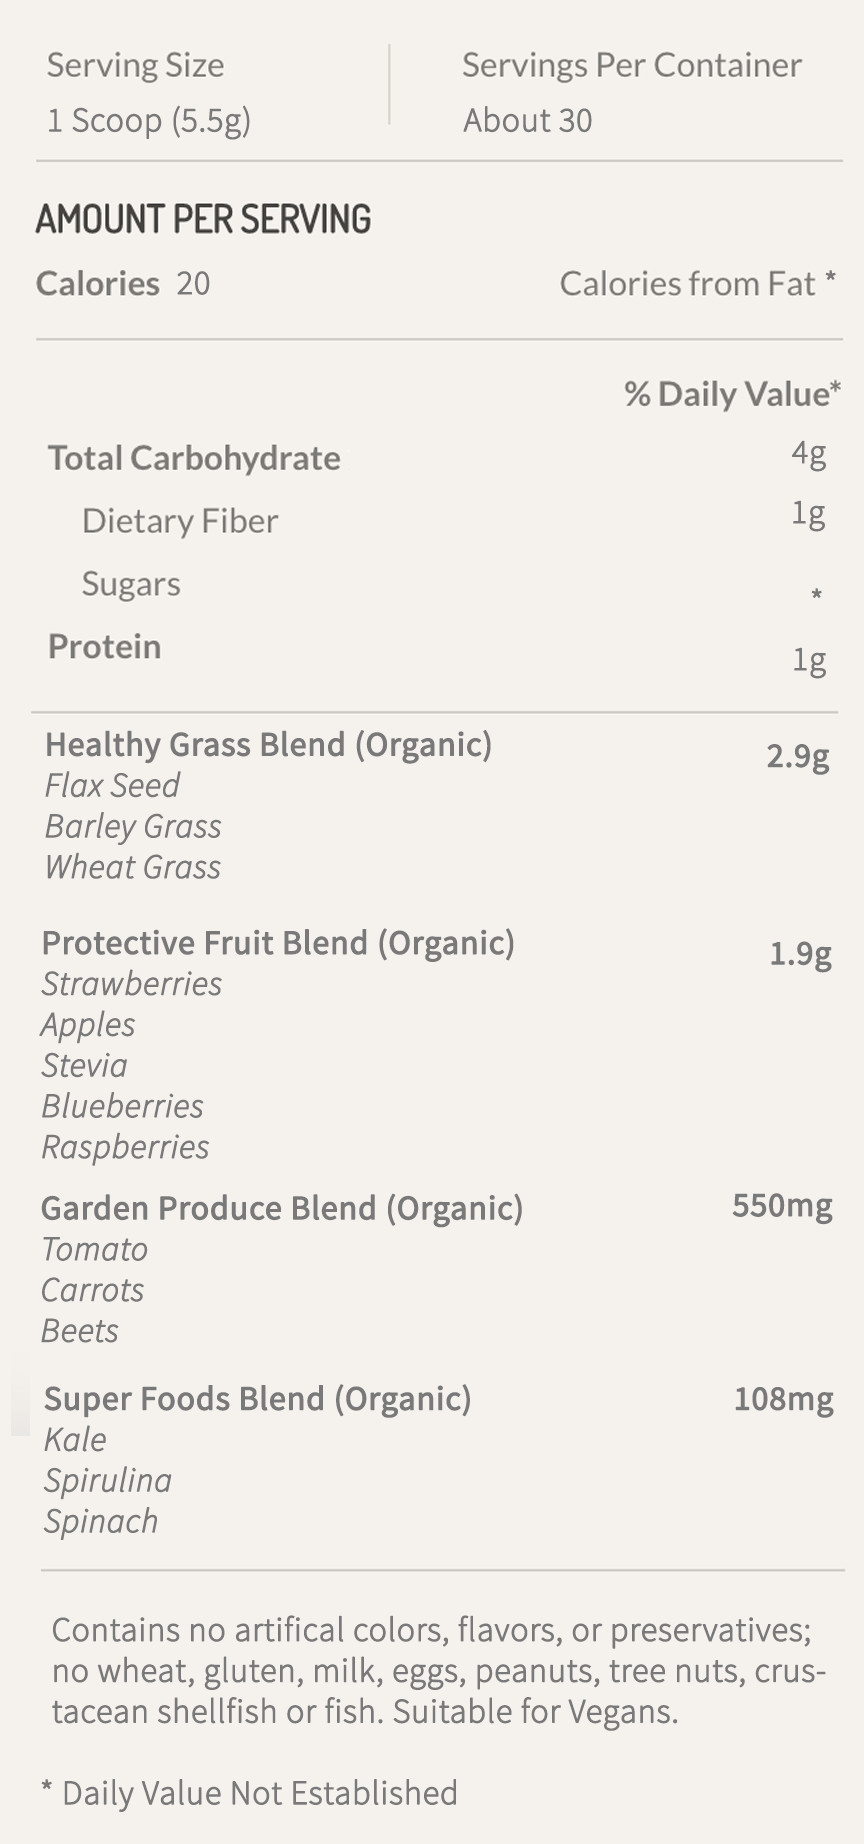 Serving Size
Servings Per Container
1 Scoop (5.5g)
About 30
AMOUNT PER SERVING
Calories 20 Calories from Fat *
% Daily Value*
Total Carbohydrate 4g
Dietary Fiber 1g
Sugars *
Protein 1g
Healthy Grass Blend (Organic) 2.9g
Flax Seed
Barley Grass
Wheat Grass
Protective Fruit Blend (Organic) 1.9g
Strawberries
Apples
Stevia
Blueberries
Raspberries
Garden Produce Blend (Organic) 550mg
Tomato
Carrots
Beets
Super Foods Blend (Organic) 108mg
Kale
Spirulina
Spinach
Contains no artifical colors, flavors, or preservatives;
no wheat, gluten, milk, eggs, peanuts, tree nuts, crus-
tacean shellfish or fish. Suitable for Vegans.
* Daily Value Not Established